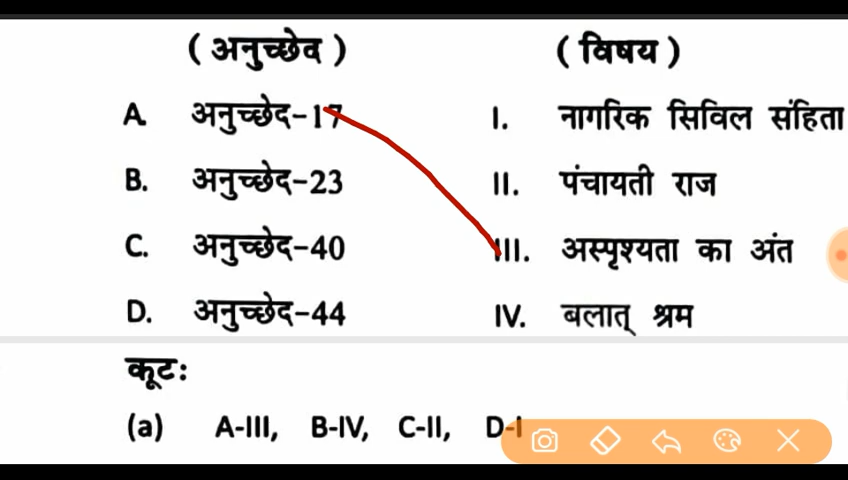 ( अनुच्छेद ) ( विषय )
A. अनुच्छेद-17 I. नागरिक सिविल संहिता
B. अनुच्छेद-23 II. पंचायती राज
C. अनुच्छेद-40 III. अस्पृश्यता का अंत
D. अनुच्छेद-44 IV. बलात् श्रम
कूट:
(a) A-III, B-IV, C-II, D-I